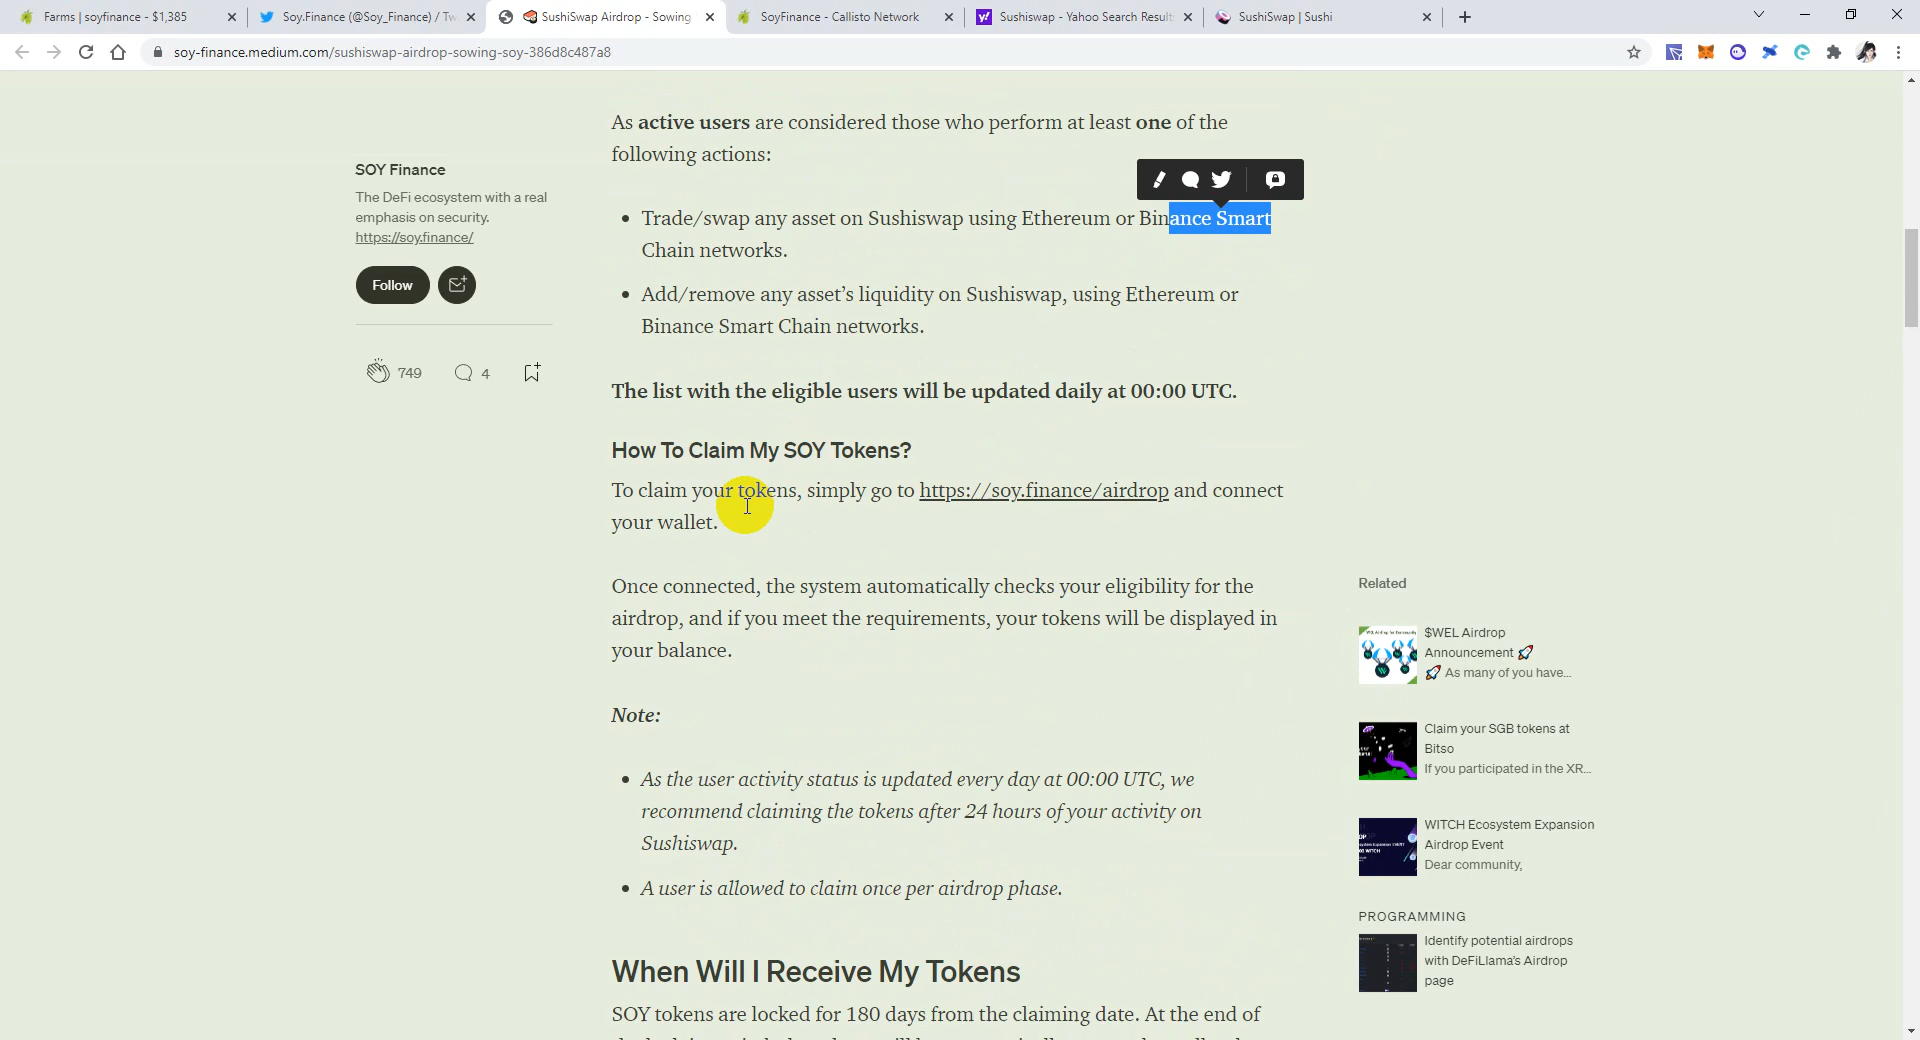 Farms | soyfinance - $1,385
Soy.Finance (@Soy_Finance) / Tw
SushiSwap Airdrop - Sowing
SoyFinance - Callisto Network
Sushiswap - Yahoo Search Result
SushiSwap | Sushi
soy-finance.medium.com/sushiswap-airdrop-sowing-soy-386d8c487a8
SOY Finance
The DeFi ecosystem with a real
emphasis on security.
https://soy.finance/
Follow
749
4
As active users are considered those who perform at least one of the
following actions:
• Trade/swap any asset on Sushiswap using Ethereum or Binance Smart
Chain networks.
• Add/remove any asset’s liquidity on Sushiswap, using Ethereum or
Binance Smart Chain networks.
The list with the eligible users will be updated daily at 00:00 UTC.
How To Claim My SOY Tokens?
To claim your tokens, simply go to https://soy.finance/airdrop and connect
your wallet.
Once connected, the system automatically checks your eligibility for the
airdrop, and if you meet the requirements, your tokens will be displayed in
your balance.
Note:
• As the user activity status is updated every day at 00:00 UTC, we
recommend claiming the tokens after 24 hours of your activity on
Sushiswap.
• A user is allowed to claim once per airdrop phase.
When Will I Receive My Tokens
SOY tokens are locked for 180 days from the claiming date. At the end of
Related
$WEL Airdrop
Announcement 🚀
🚀 As many of you have...
Claim your SGB tokens at
Bitso
If you participated in the XR...
WITCH Ecosystem Expansion
Airdrop Event
Dear community,
PROGRAMMING
Identify potential airdrops
with DeFiLlama’s Airdrop
page